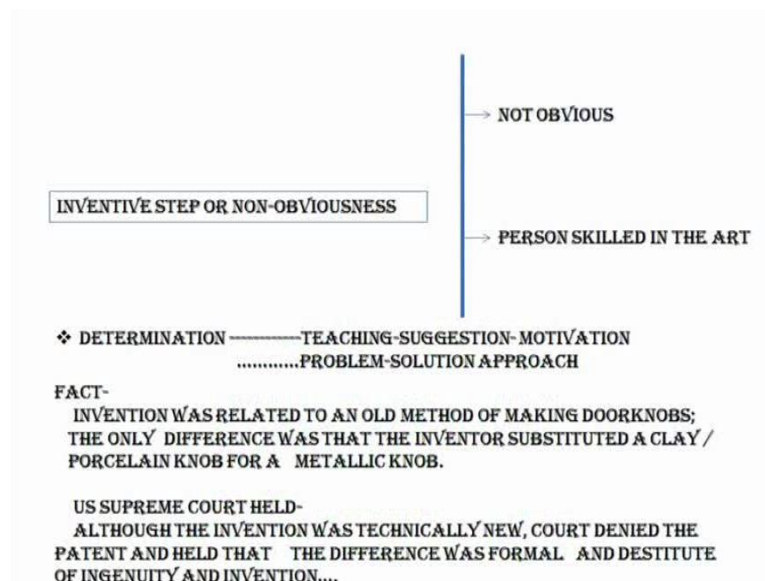 NOT OBVIOUS
INVENTIVE STEP OR NON-OBVIOUSNESS
PERSON SKILLED IN THE ART
❖ DETERMINATION ------------TEACHING-SUGGESTION- MOTIVATION
............PROBLEM-SOLUTION APPROACH
FACT-
INVENTION WAS RELATED TO AN OLD METHOD OF MAKING DOORKNOBS;
THE ONLY DIFFERENCE WAS THAT THE INVENTOR SUBSTITUTED A CLAY /
PORCELAIN KNOB FOR A METALLIC KNOB.
US SUPREME COURT HELD-
ALTHOUGH THE INVENTION WAS TECHNICALLY NEW, COURT DENIED THE
PATENT AND HELD THAT THE DIFFERENCE WAS FORMAL AND DESTITUTE
OF INGENUITY AND INVENTION....